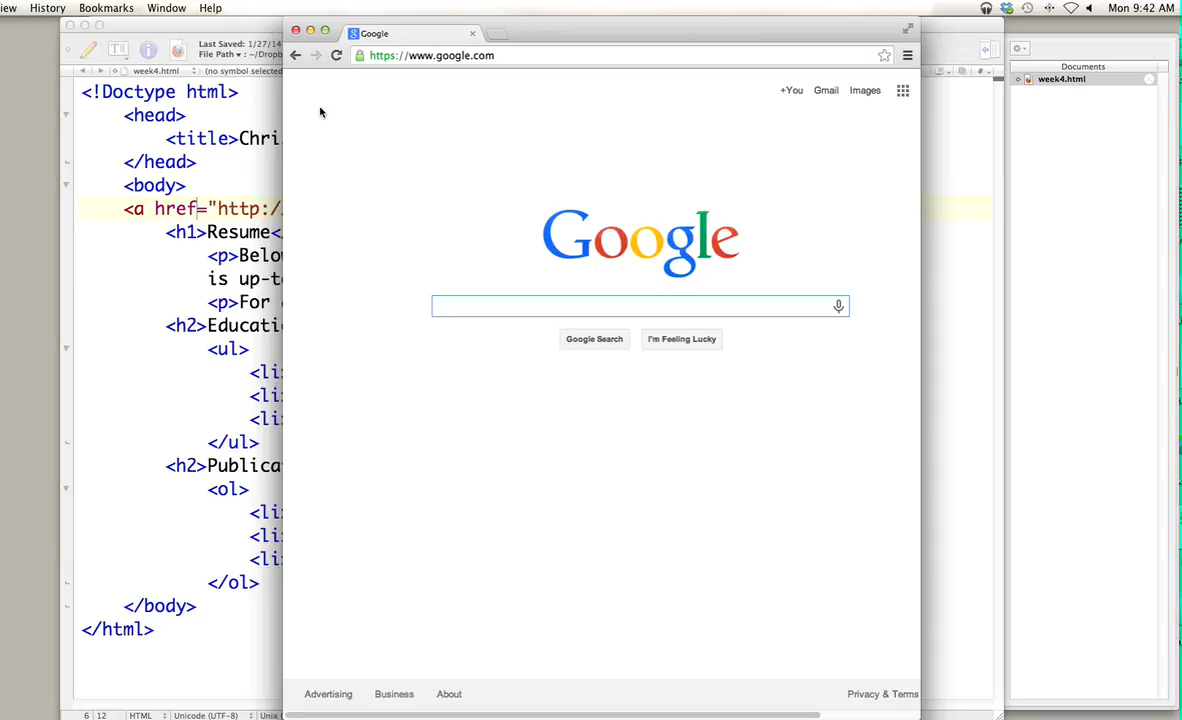 iew History Bookmarks Window Help Mon 9:42 AM
Google
https://www.google.com
Last Saved: 1/27/14
File Path ▾ : ~/Dropb
week4.html (no symbol selected
Documents
week4.html
+You Gmail Images
<!Doctype html>
<head>
<title>Chri
</head>
<body>
<a href="http:/
<h1>Resume<
<p>Belo
is up-t
<p>For
<h2>Educati
<ul>
<li
<li
<li
</ul>
<h2>Publica
<ol>
<li
<li
<li
</ol>
</body>
</html>
Google
Google Search I'm Feeling Lucky
Advertising Business About Privacy & Terms
6 12 HTML Unicode (UTF-8) Unix